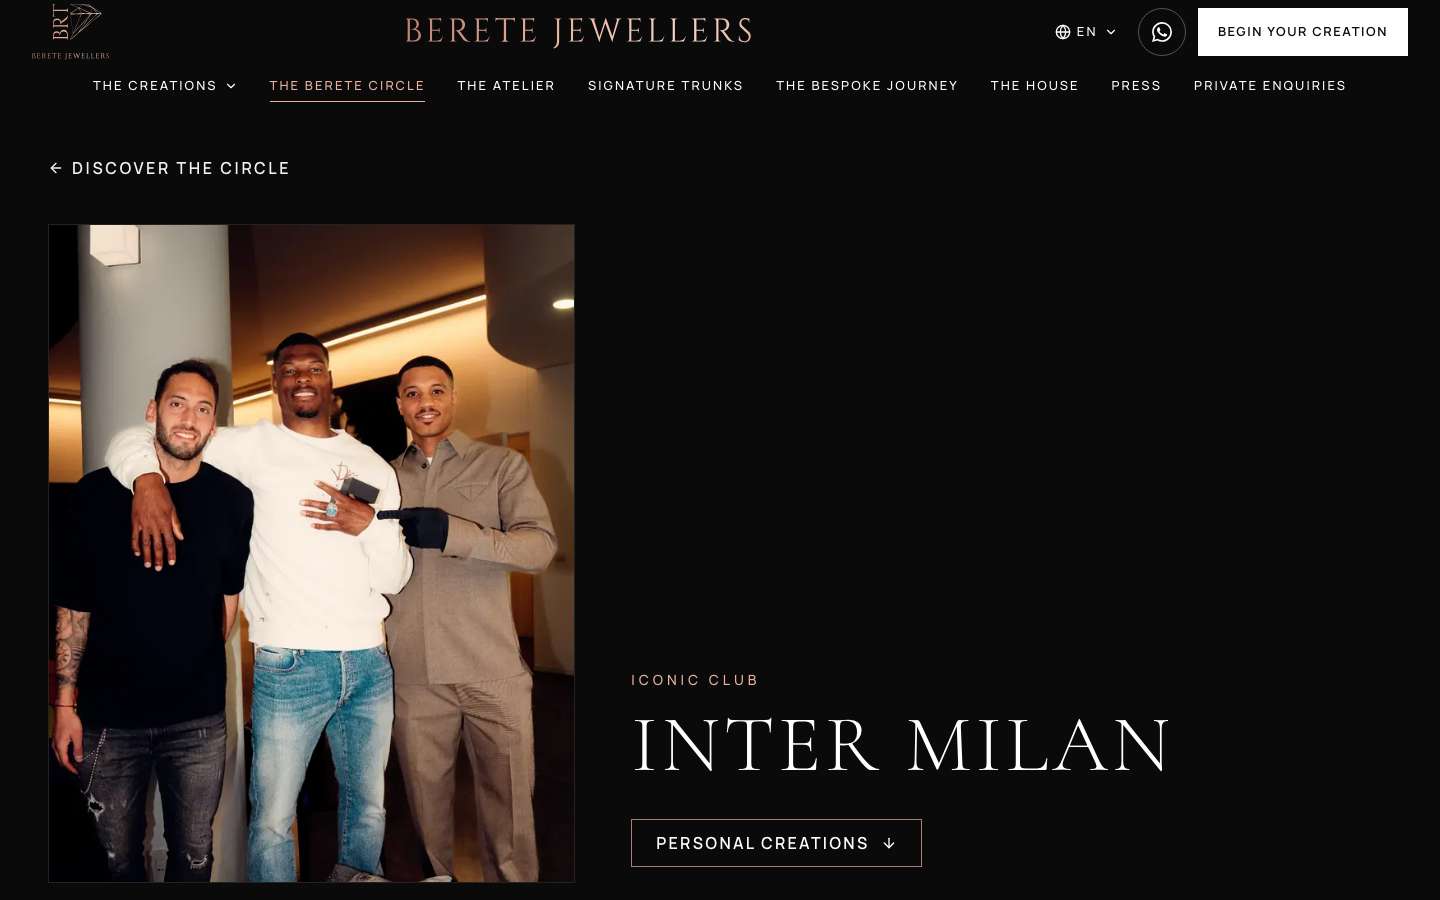 BRT
BERETE JEWELLERS
BERETE JEWELLERS
EN
BEGIN YOUR CREATION
THE CREATIONS
THE BERETE CIRCLE
THE ATELIER
SIGNATURE TRUNKS
THE BESPOKE JOURNEY
THE HOUSE
PRESS
PRIVATE ENQUIRIES
← DISCOVER THE CIRCLE
ICONIC CLUB
INTER MILAN
PERSONAL CREATIONS ↓